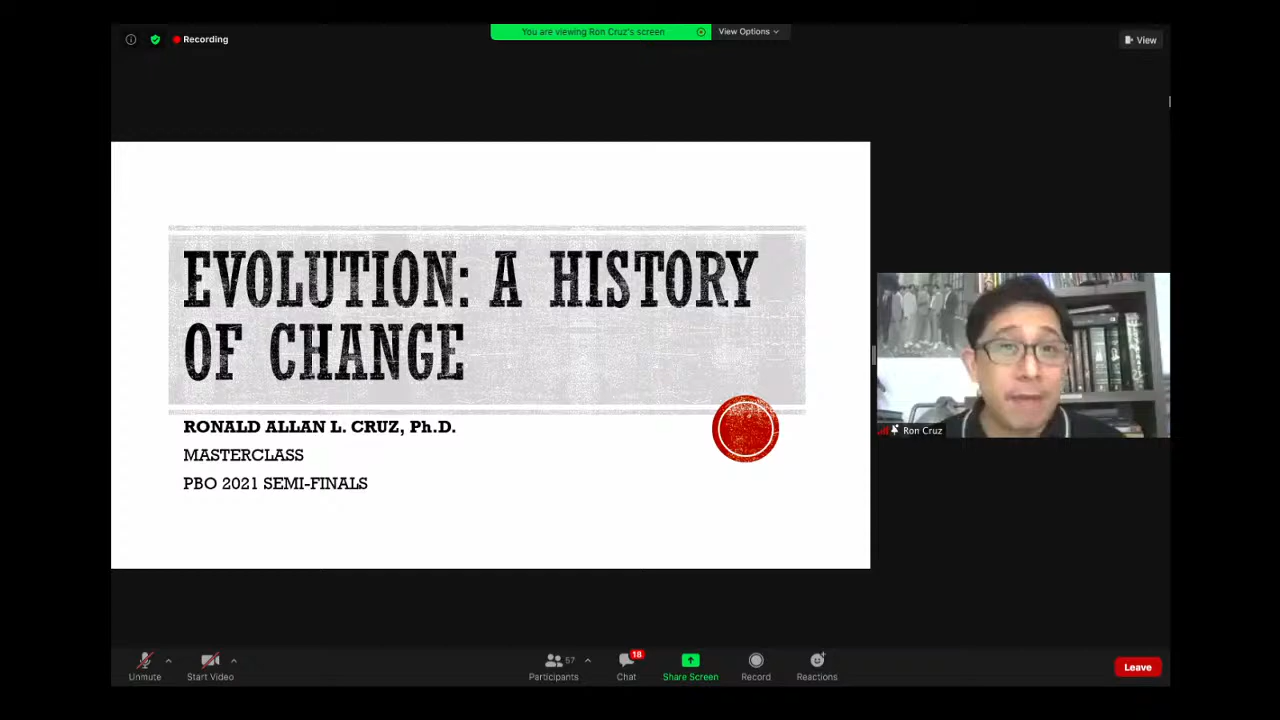 Recording
You are viewing Ron Cruz's screen
View Options
View
EVOLUTION: A HISTORY
OF CHANGE
RONALD ALLAN L. CRUZ, Ph.D.
MASTERCLASS
PBO 2021 SEMI-FINALS
Ron Cruz
Unmute
Start Video
57
Participants
18
Chat
Share Screen
Record
Reactions
Leave